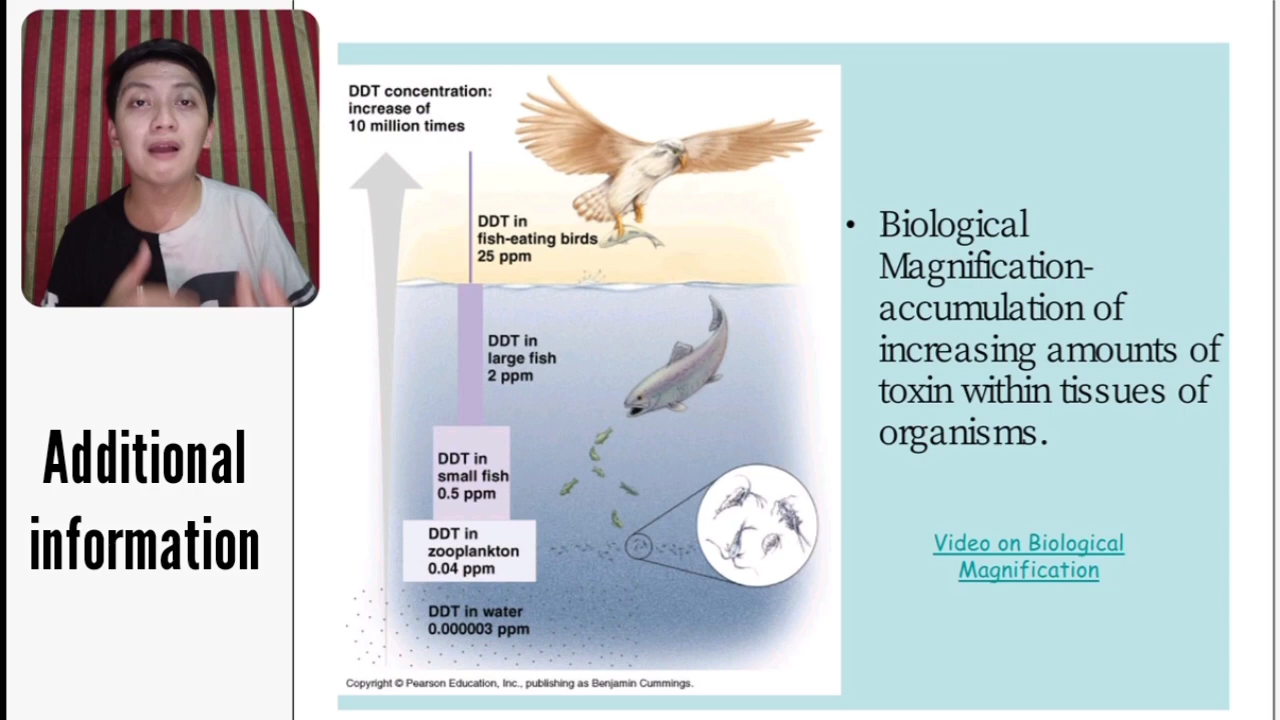 Additional
information
DDT concentration:
increase of
10 million times
DDT in
fish-eating birds
25 ppm
DDT in
large fish
2 ppm
DDT in
small fish
0.5 ppm
DDT in
zooplankton
0.04 ppm
DDT in water
0.000003 ppm
Copyright © Pearson Education, Inc., publishing as Benjamin Cummings.
• Biological
Magnification-
accumulation of
increasing amounts of
toxin within tissues of
organisms.
Video on Biological
Magnification